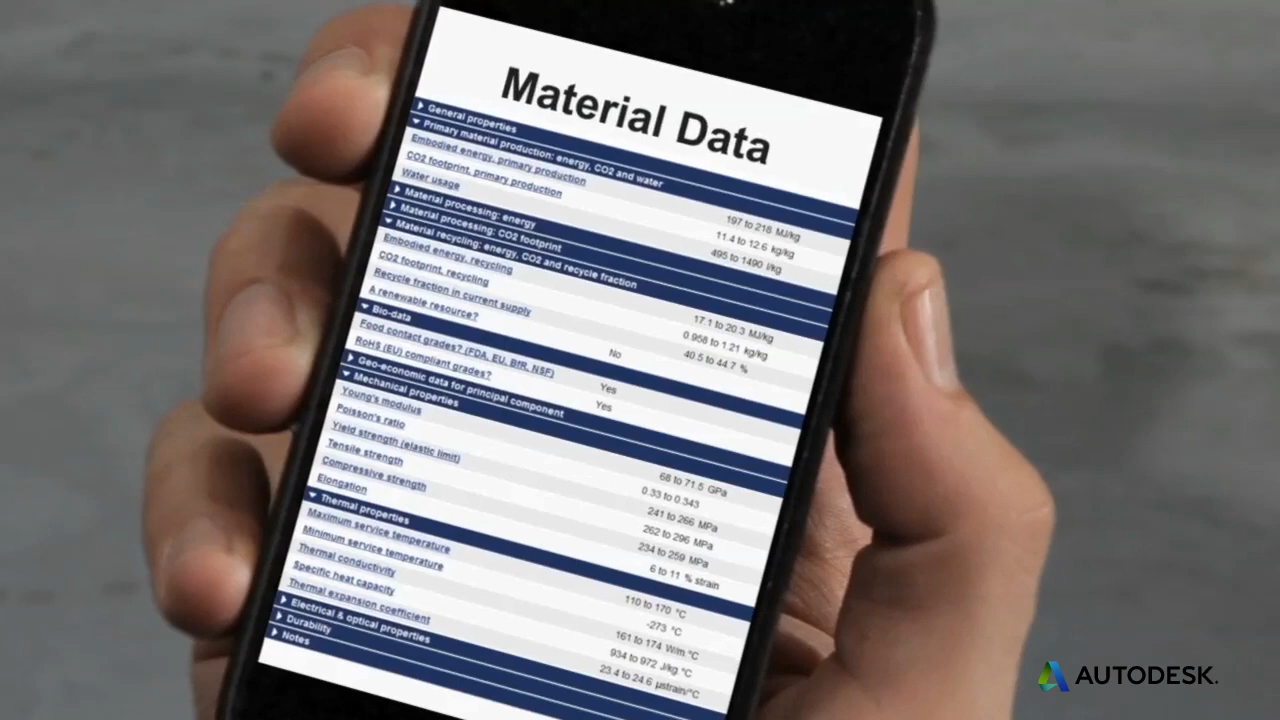 Material Data
General properties
Primary material production: energy, CO2 and water
Embodied energy, primary production 197 to 218 MJ/kg
CO2 footprint, primary production 11.4 to 12.6 kg/kg
Water usage 495 to 1490 l/kg
Material processing: energy
Material processing: CO2 footprint
Material recycling: energy, CO2 and recycle fraction
Embodied energy, recycling 17.1 to 20.3 MJ/kg
CO2 footprint, recycling 0.958 to 1.21 kg/kg
Recycle fraction in current supply 40.5 to 44.7 %
A renewable resource? No
Bio-data
Food contact grades? (FDA, EU, BfR, NSF) Yes
RoHS (EU) compliant grades? Yes
Geo-economic data for principal component
Mechanical properties
Young's modulus 68 to 71.5 GPa
Poisson's ratio 0.33 to 0.343
Yield strength (elastic limit) 241 to 266 MPa
Tensile strength 262 to 296 MPa
Compressive strength 234 to 259 MPa
Elongation 6 to 11 % strain
Thermal properties
Maximum service temperature 110 to 170 °C
Minimum service temperature -273 °C
Thermal conductivity 161 to 174 W/m.°C
Specific heat capacity 934 to 972 J/kg.°C
Thermal expansion coefficient 23.4 to 24.6 µstrain/°C
Electrical & optical properties
Durability
Notes
AUTODESK.